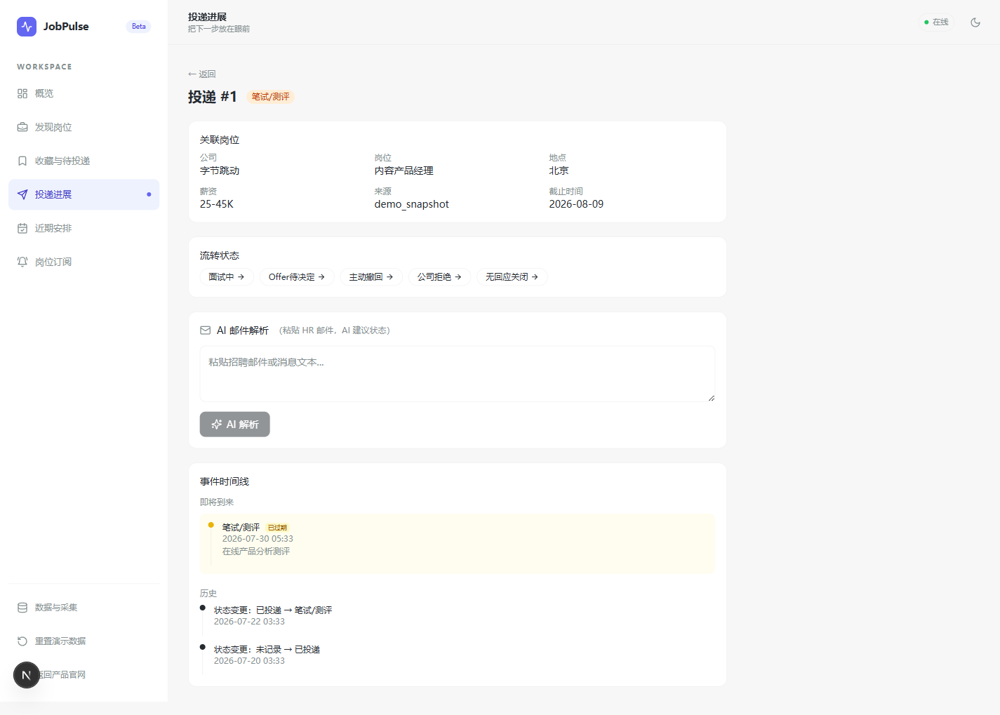 JobPulse
Beta
WORKSPACE
概览
发现岗位
收藏与待投递
投递进展
近期安排
岗位订阅
数据与采集
重置演示数据
N
返回产品官网
投递进展
把下一步放在眼前
在线
← 返回
投递 #1 笔试/测评
关联岗位
公司 岗位 地点
字节跳动 内容产品经理 北京
薪资 来源 截止时间
25-45K demo_snapshot 2026-08-09
流转状态
面试中 → Offer待决定 → 主动撤回 → 公司拒绝 → 无回应关闭 →
AI 邮件解析 （粘贴 HR 邮件，AI 建议状态）
粘贴招聘邮件或消息文本...
AI 解析
事件时间线
即将到来
笔试/测评 已过期
2026-07-30 05:33
在线产品分析测评
历史
状态变更：已投递 → 笔试/测评
2026-07-22 03:33
状态变更：未记录 → 已投递
2026-07-20 03:33